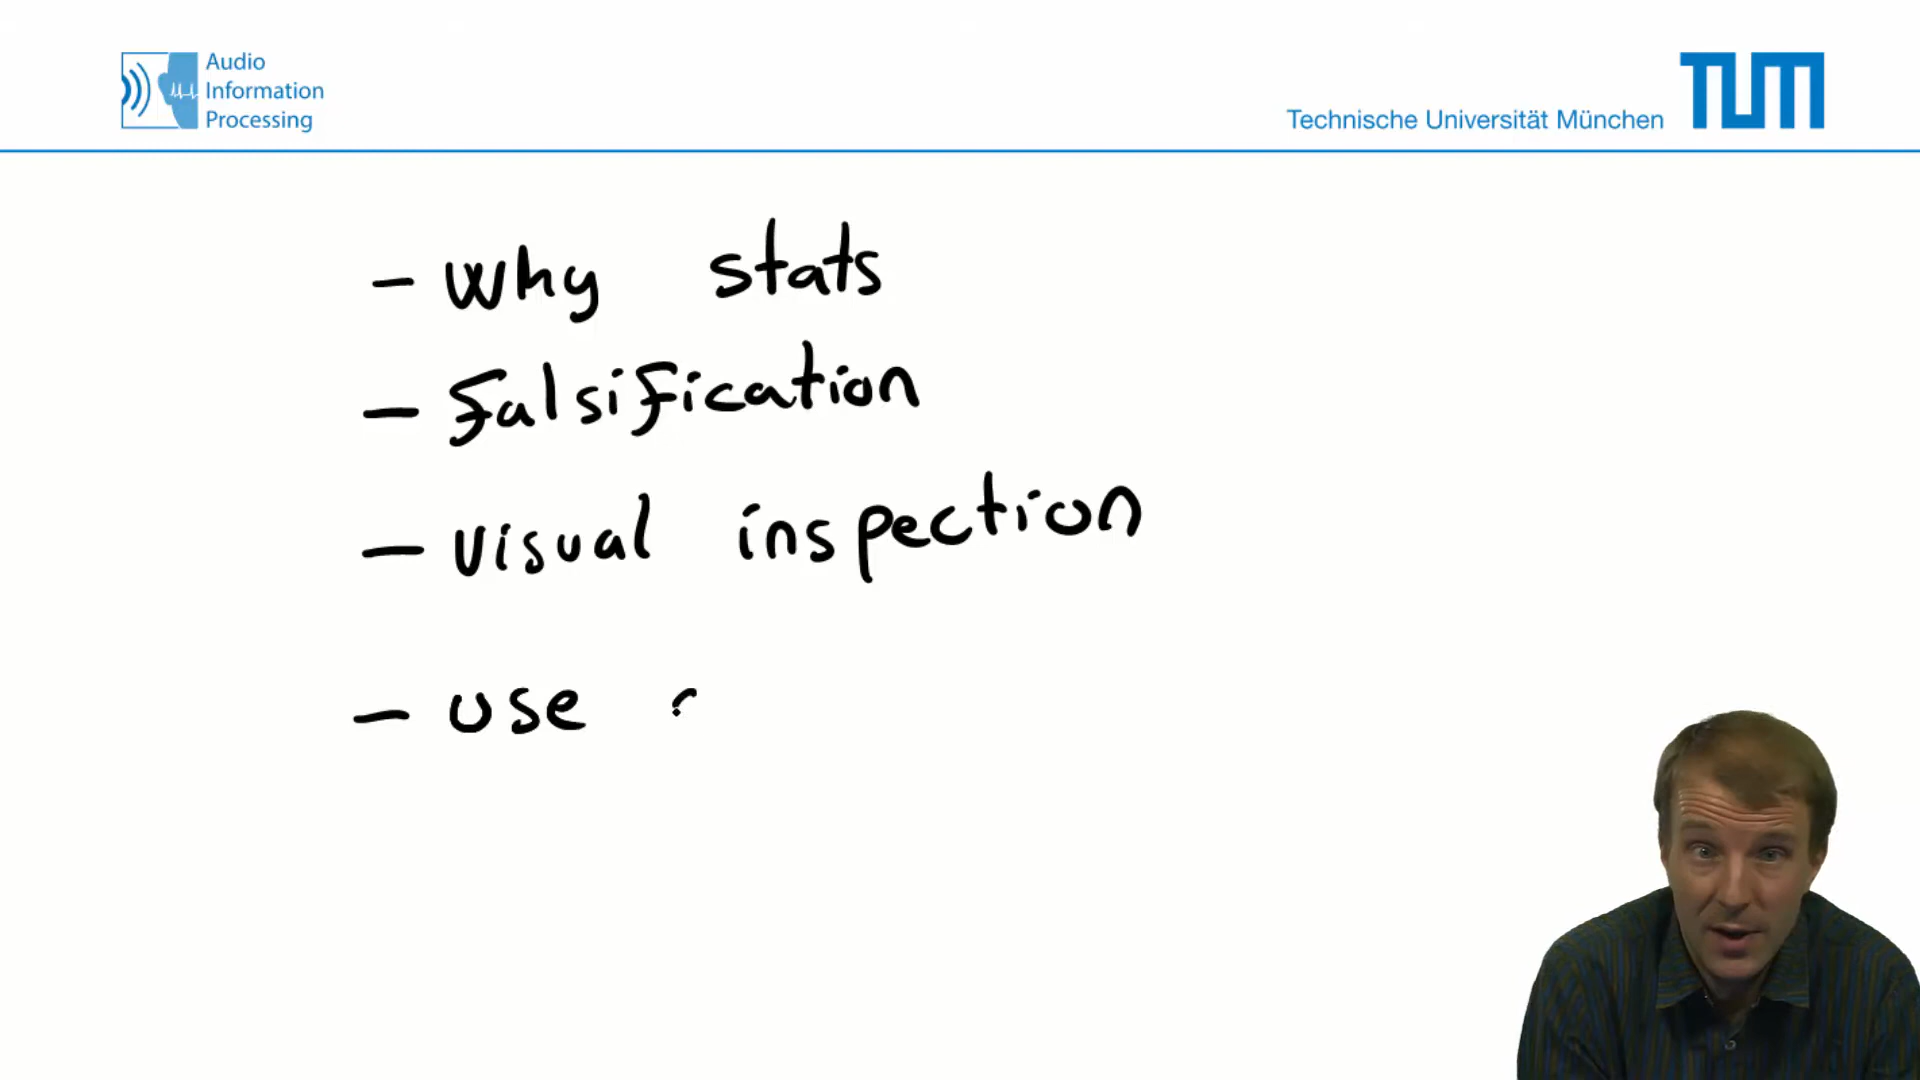 Audio
Information
Processing
Technische Universität München
TUM
- Why stats
- falsification
- visual inspection
- use